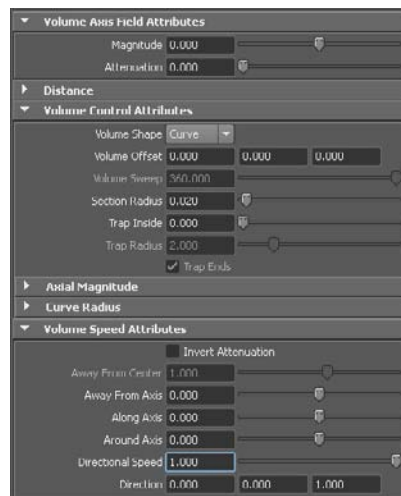 Volume Axis Field Attributes
Magnitude 0.000
Attenuation 0.000
Distance
Volume Control Attributes
Volume Shape Curve
Volume Offset 0.000 0.000 0.000
Volume Sweep 360.000
Section Radius 0.020
Trap Inside 0.000
Trap Radius 2.000
Trap Ends
Axial Magnitude
Curve Radius
Volume Speed Attributes
Invert Attenuation
Away From Center 1.000
Away From Axis 0.000
Along Axis 0.000
Around Axis 0.000
Directional Speed 1.000
Direction 0.000 0.000 1.000